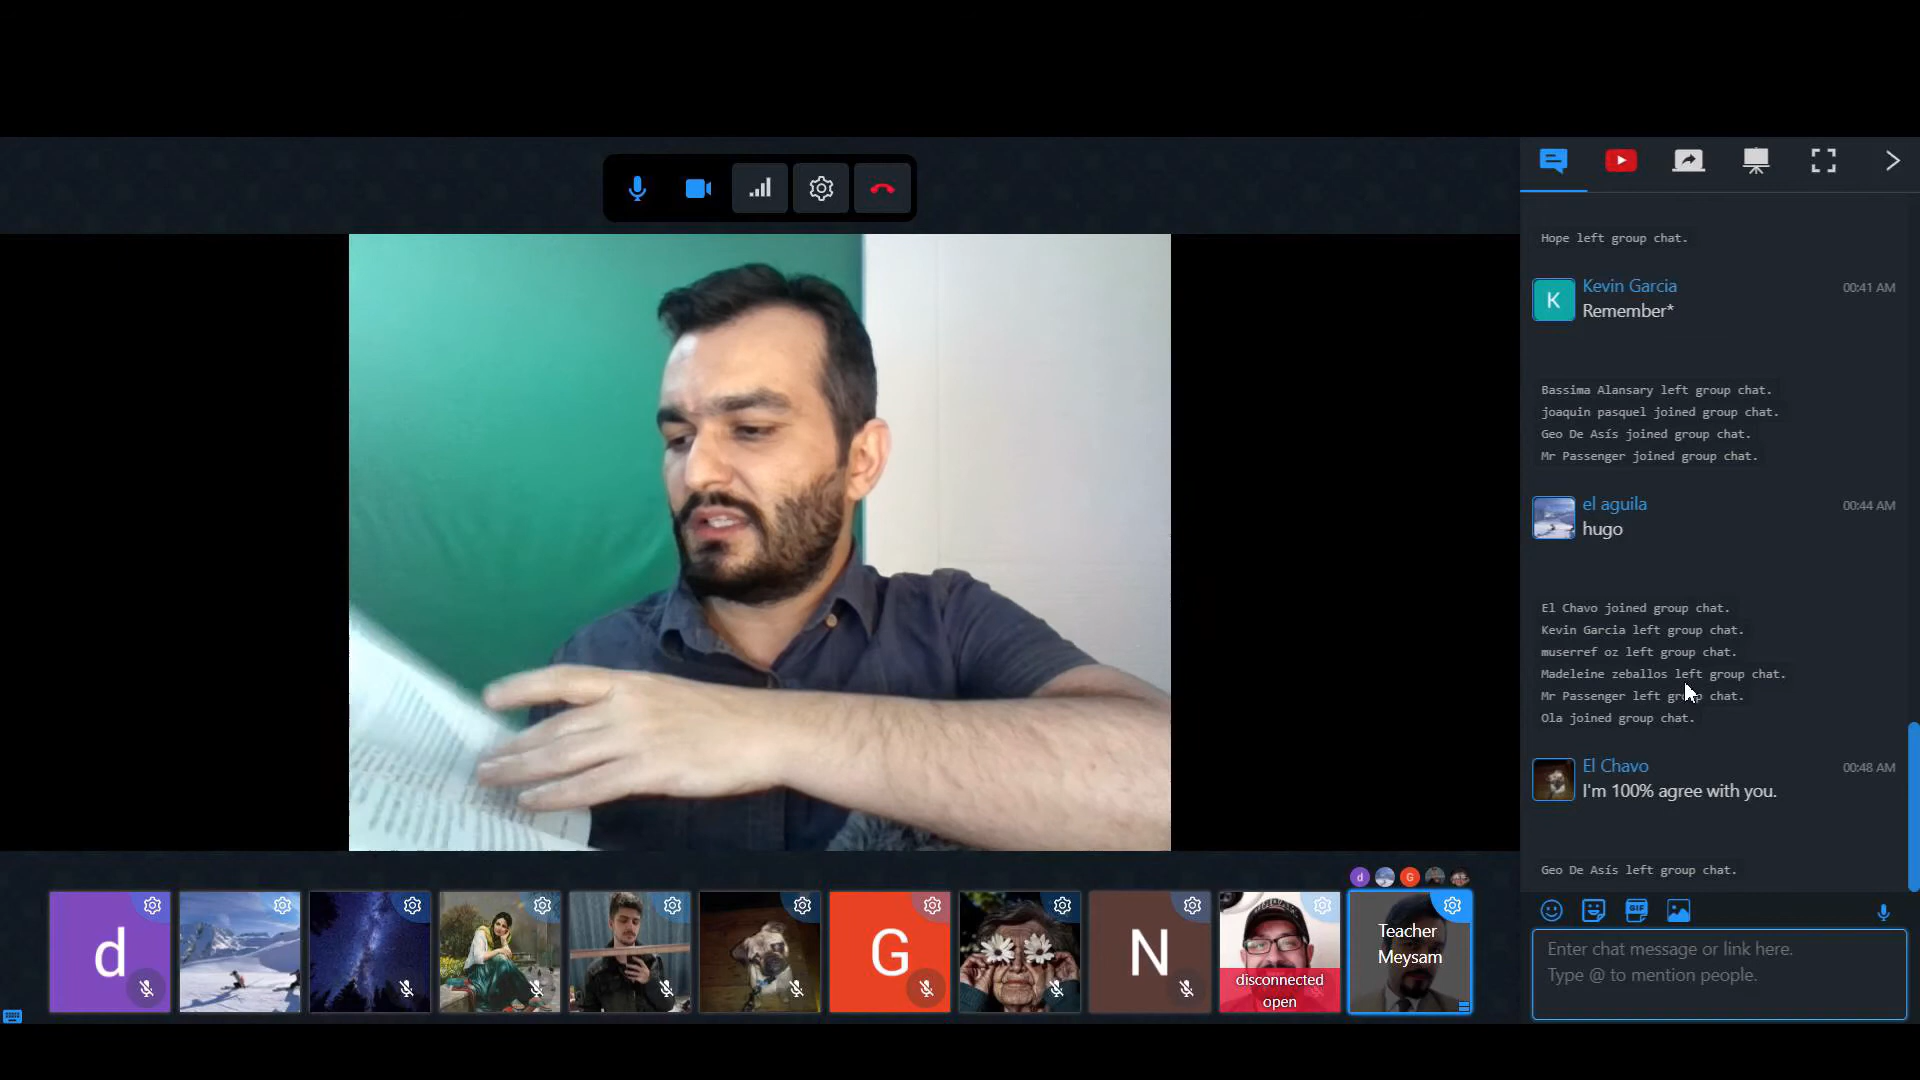 Hope left group chat.
K
Kevin Garcia
00:41 AM
Remember*
Bassima Alansary left group chat.
joaquin pasquel joined group chat.
Geo De Asís joined group chat.
Mr Passenger joined group chat.
el aguila
00:44 AM
hugo
El Chavo joined group chat.
Kevin Garcia left group chat.
muserref oz left group chat.
Madeleine zeballos left group chat.
Mr Passenger left group chat.
Ola joined group chat.
El Chavo
00:48 AM
I'm 100% agree with you.
Geo De Asís left group chat.
GIF
Enter chat message or link here.
Type @ to mention people.
d
G
d
G
N
disconnected
open
Teacher
Meysam